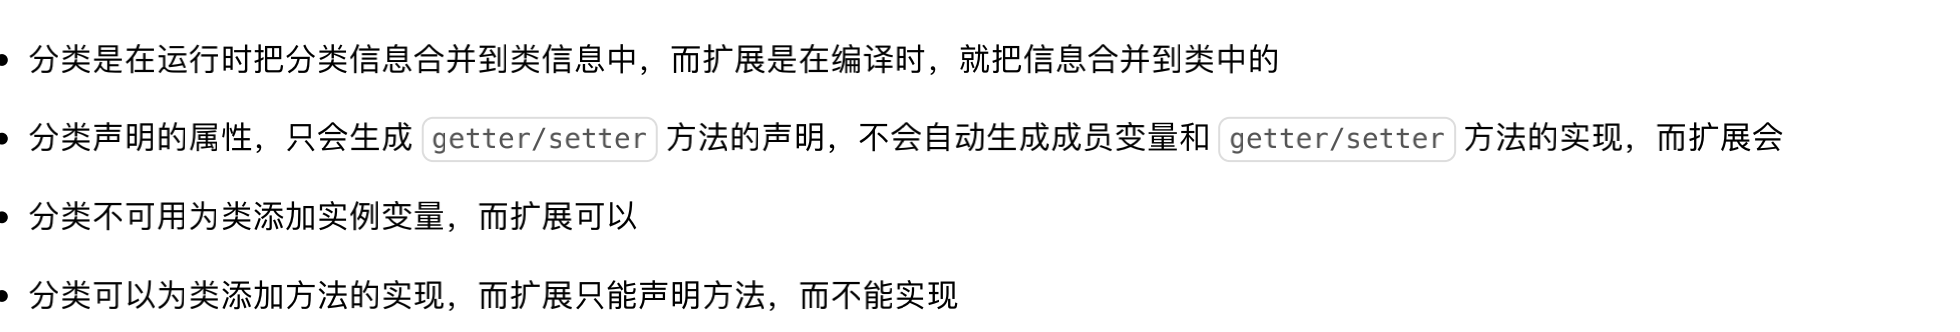 • 分类是在运行时把分类信息合并到类信息中，而扩展是在编译时，就把信息合并到类中的
• 分类声明的属性，只会生成 getter/setter 方法的声明，不会自动生成成员变量和 getter/setter 方法的实现，而扩展会
• 分类不可用为类添加实例变量，而扩展可以
• 分类可以为类添加方法的实现，而扩展只能声明方法，而不能实现